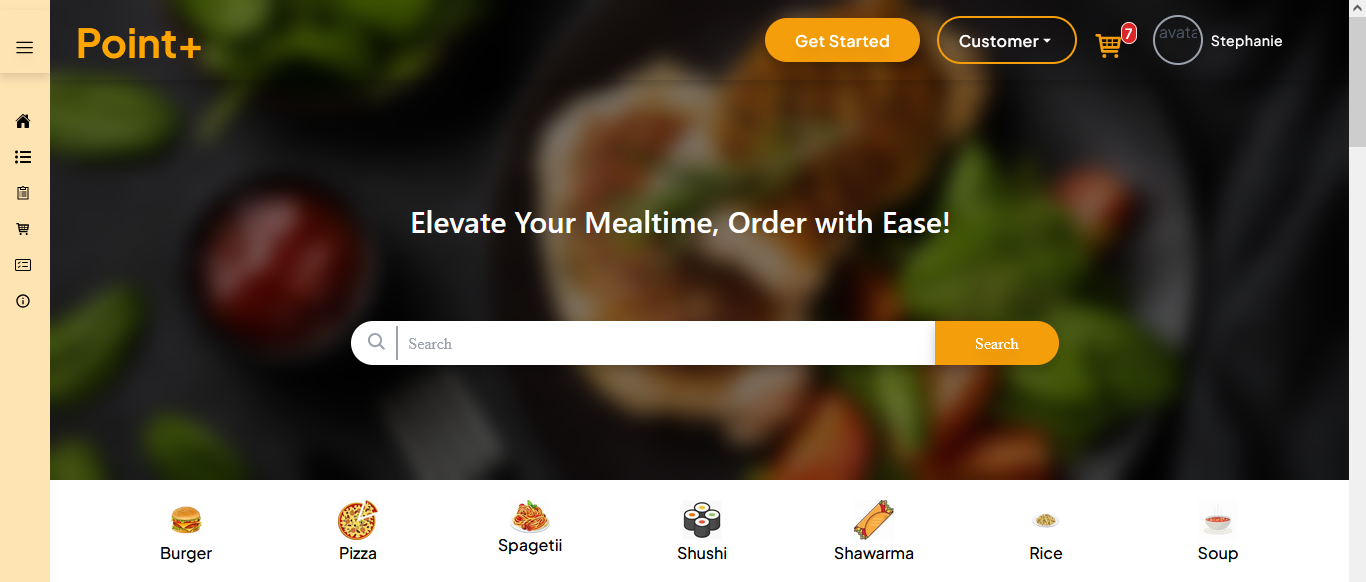 Point+
Get Started
Customer
7
avata
Stephanie
Elevate Your Mealtime, Order with Ease!
Search
Search
Burger
Pizza
Spagetii
Shushi
Shawarma
Rice
Soup